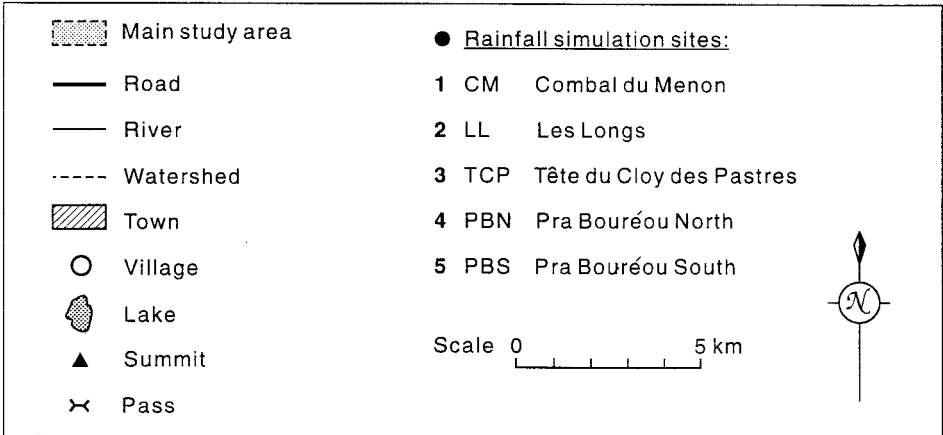 Main study area
Road
River
Watershed
Town
Village
Lake
Summit
Pass
Rainfall simulation sites:
1 CM Combal du Menon
2 LL Les Longs
3 TCP Tête du Cloy des Pastres
4 PBN Pra Bouréou North
5 PBS Pra Bouréou South
Scale 0 5 km
N